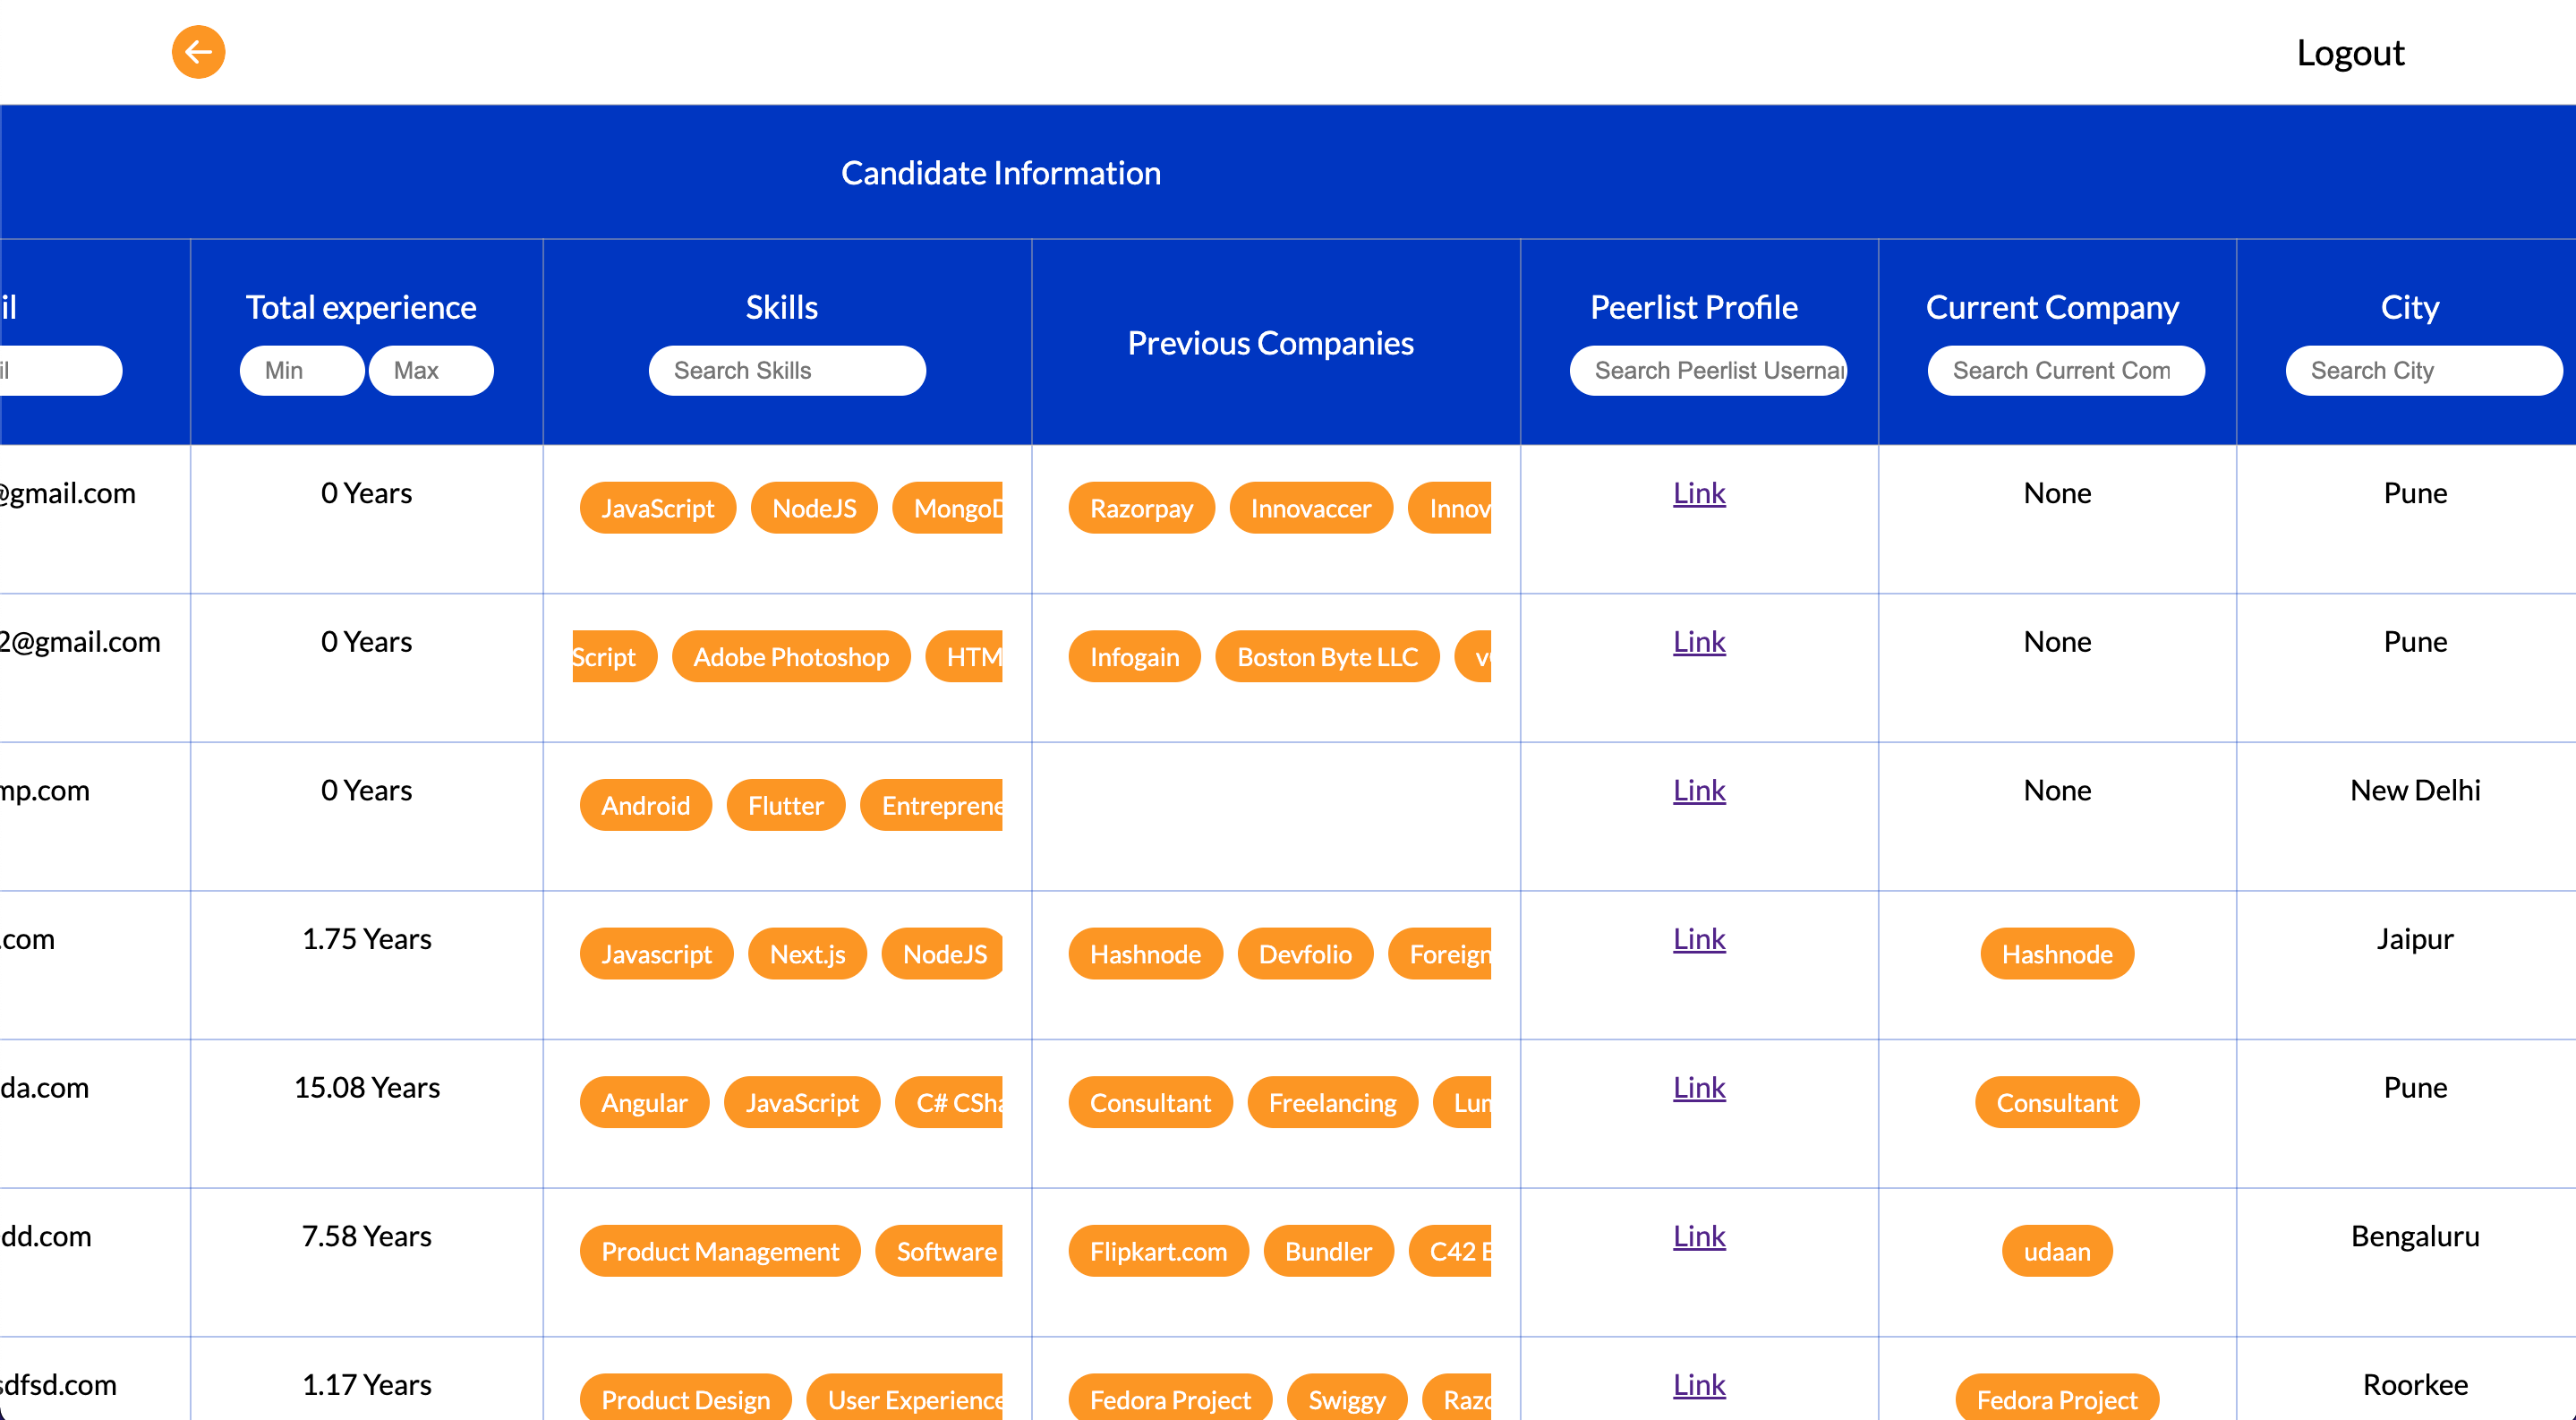 Logout
Candidate Information
il Total experience Skills Previous Companies Peerlist Profile Current Company City
il Min Max Search Skills Search Peerlist Usernar Search Current Com Search City
@gmail.com 0 Years JavaScript NodeJS MongoD Razorpay Innovaccer Innov Link None Pune
2@gmail.com 0 Years Script Adobe Photoshop HTM Infogain Boston Byte LLC Link None Pune
mp.com 0 Years Android Flutter Entreprene Link None New Delhi
.com 1.75 Years Javascript Next.js NodeJS Hashnode Devfolio Foreign Link Hashnode Jaipur
da.com 15.08 Years Angular JavaScript C# CSha Consultant Freelancing Lum Link Consultant Pune
dd.com 7.58 Years Product Management Software Flipkart.com Bundler C42 E Link udaan Bengaluru
sdfsd.com 1.17 Years Product Design User Experience Fedora Project Swiggy Razo Link Fedora Project Roorkee